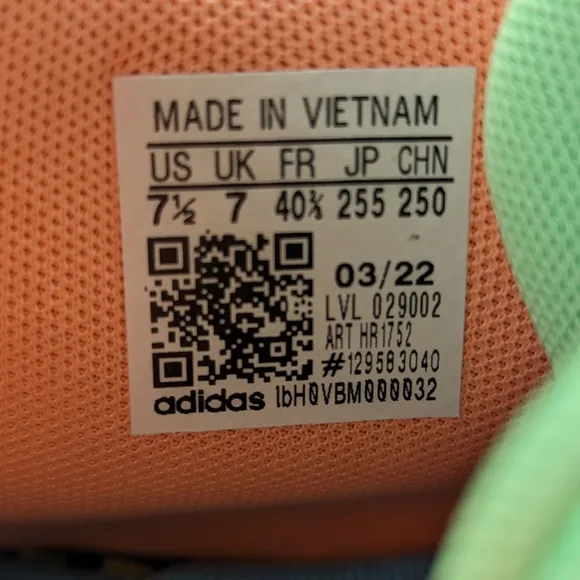 MADE IN VIETNAM
US UK FR JP CHN
7½ 7 40⅔ 255 250
03/22
LVL 029002
ART HR1752
#129583040
adidas 1bH0VBM000032